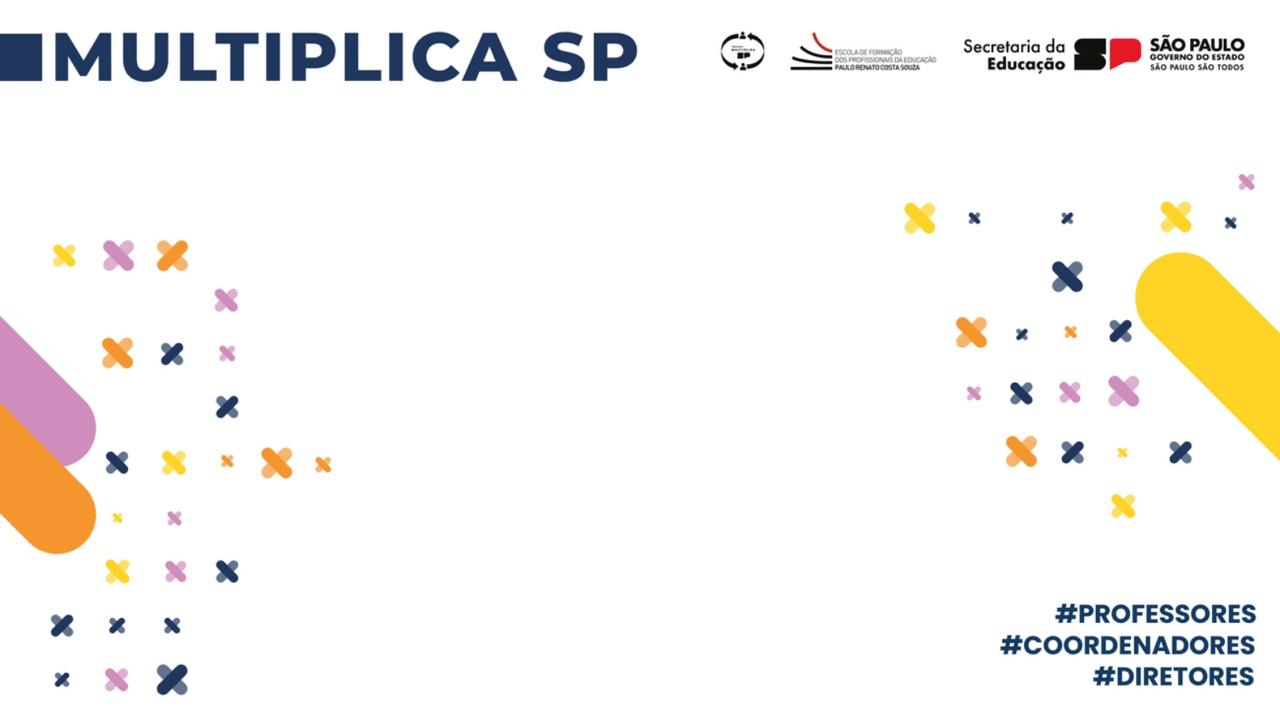 MULTIPLICA SP
MULTIPLICA
SP
ESCOLA DE FORMAÇÃO
DOS PROFISSIONAIS DA EDUCAÇÃO
PAULO RENATO COSTA SOUZA
Secretaria da
Educação
SÃO PAULO
GOVERNO DO ESTADO
SÃO PAULO SÃO TODOS
#PROFESSORES
#COORDENADORES
#DIRETORES